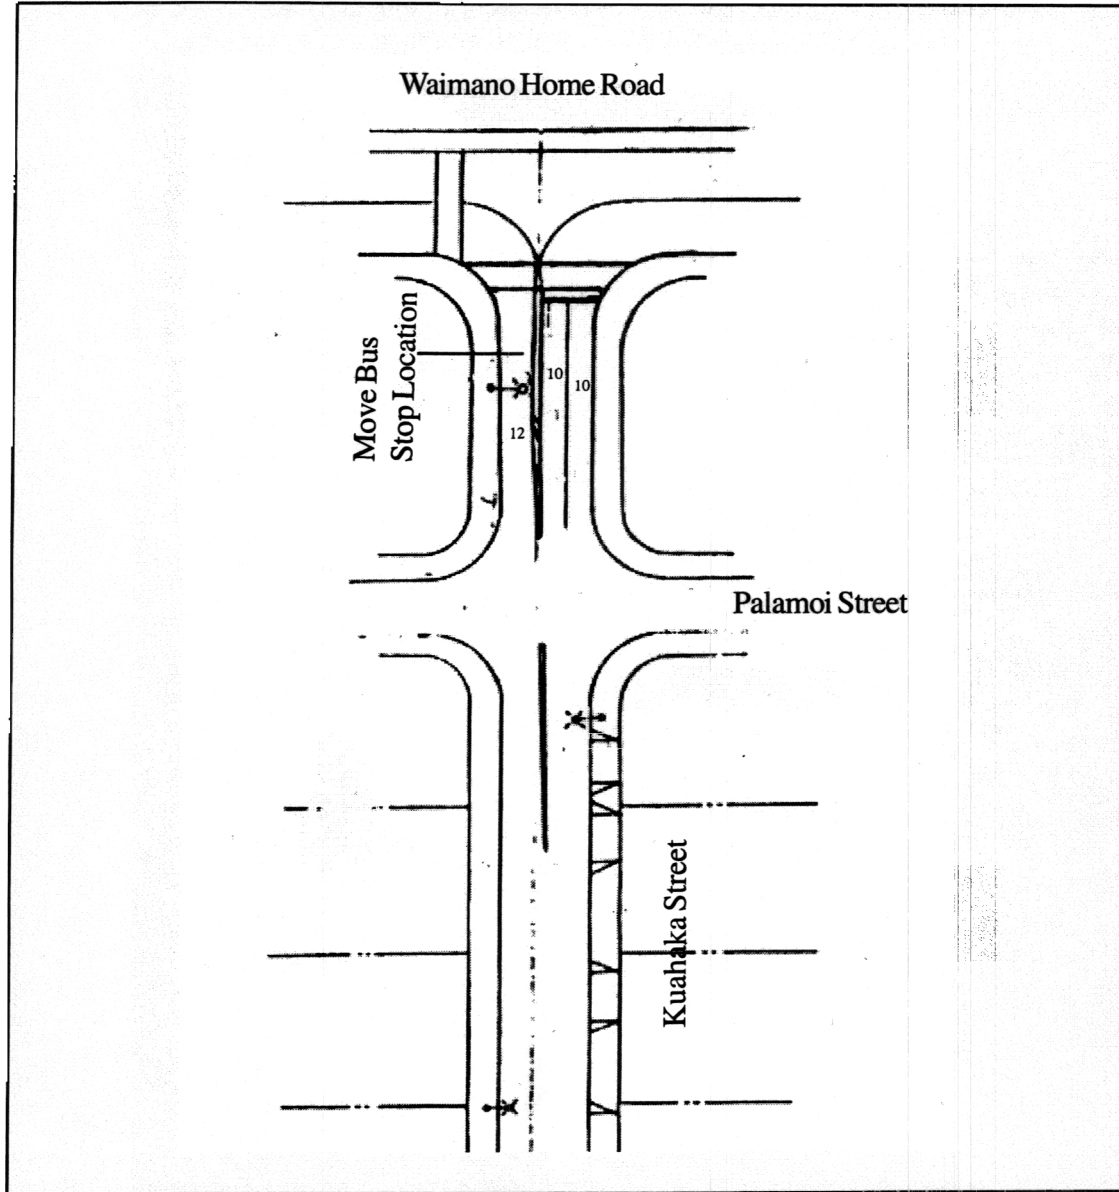 Waimano Home Road
Move Bus
Stop Location
10
10
12
Palamoi Street
Kuahaka Street